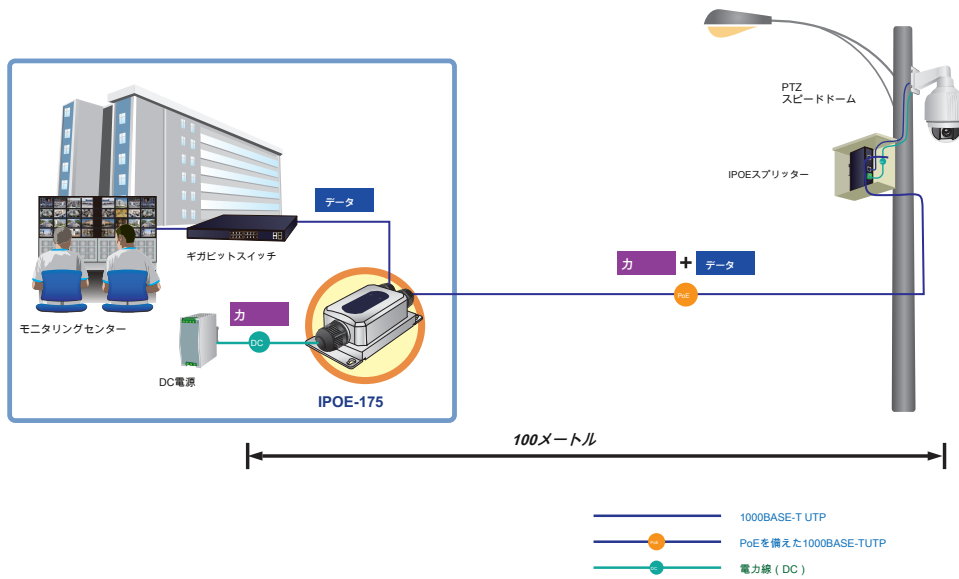 PTZ
スピードドーム
IPOEスプリッター
データ
ギガビットスイッチ
力 + データ
PoE
モニタリングセンター
力
DC
DC電源
IPOE-175
100メートル
1000BASE-T UTP
PoE
PoEを備えた1000BASE-TUTP
DC
電力線（DC）